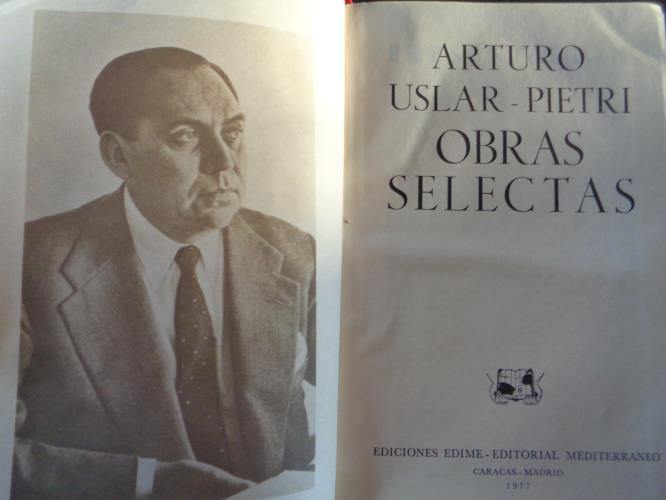 ARTURO
USLAR - PIETRI
OBRAS
SELECTAS
EDICIONES EDIME - EDITORIAL MEDITERRANEO
CARACAS - MADRID
1977